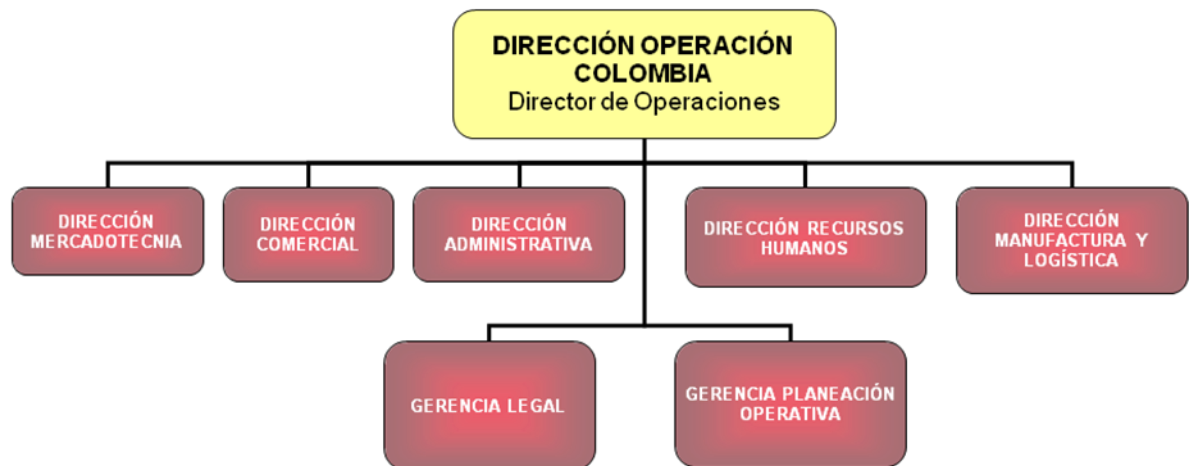 DIRECCIÓN OPERACIÓN
COLOMBIA
Director de Operaciones
DIRECCIÓN
MERCADOTECNIA
DIRECCIÓN
COMERCIAL
DIRECCIÓN
ADMINISTRATIVA
DIRECCIÓN RECURSOS
HUMANOS
DIRECCIÓN
MANUFACTURA Y
LOGÍSTICA
GERENCIA LEGAL
GERENCIA PLANEACIÓN
OPERATIVA